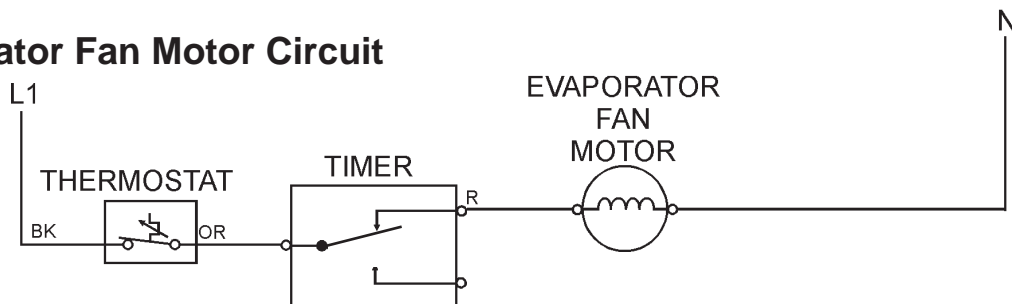 ator Fan Motor Circuit
L1
N
EVAPORATOR
FAN
MOTOR
THERMOSTAT
TIMER
BK
OR
R